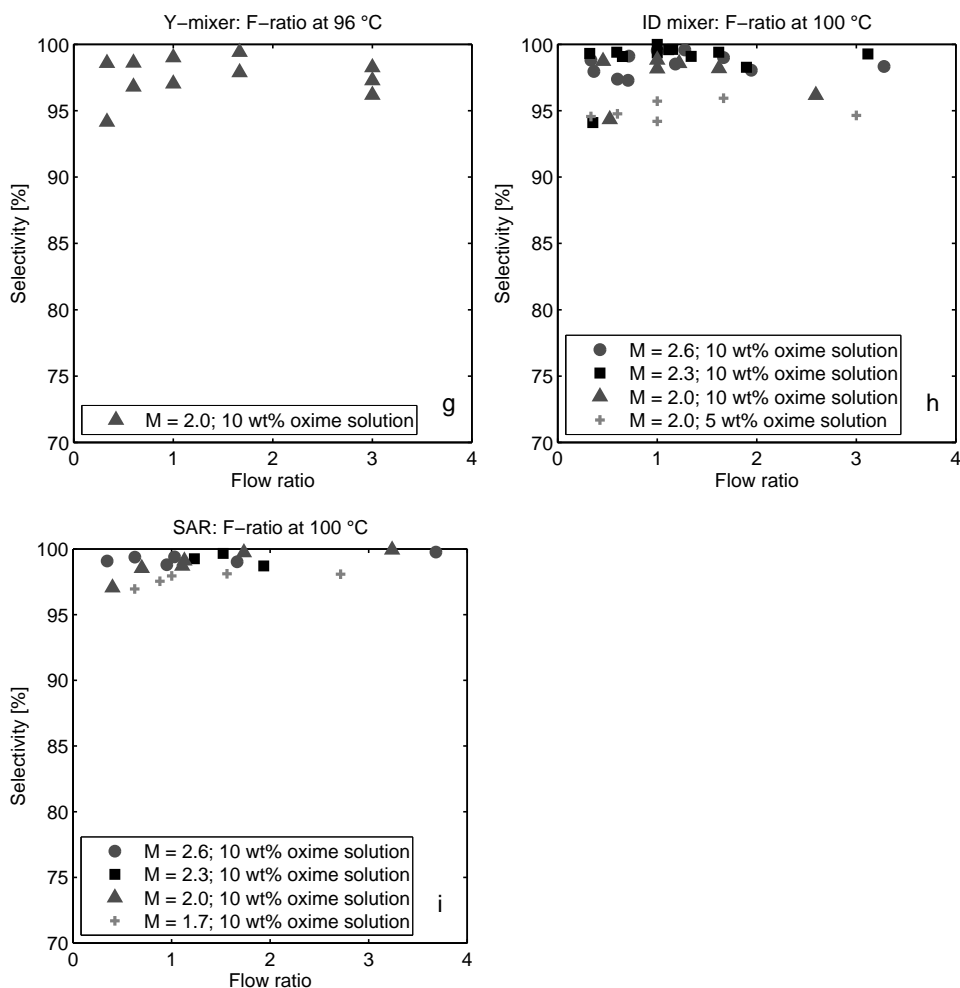 Y−mixer: F−ratio at 96 °C
100
95
90
85
80
75
70
Selectivity [%]
M = 2.0; 10 wt% oxime solution
g
0
1
2
3
4
Flow ratio
ID mixer: F−ratio at 100 °C
100
95
90
85
80
75
70
Selectivity [%]
M = 2.6; 10 wt% oxime solution
M = 2.3; 10 wt% oxime solution
M = 2.0; 10 wt% oxime solution
M = 2.0; 5 wt% oxime solution
h
0
1
2
3
4
Flow ratio
SAR: F−ratio at 100 °C
100
95
90
85
80
75
70
Selectivity [%]
M = 2.6; 10 wt% oxime solution
M = 2.3; 10 wt% oxime solution
M = 2.0; 10 wt% oxime solution
M = 1.7; 10 wt% oxime solution
i
0
1
2
3
4
Flow ratio